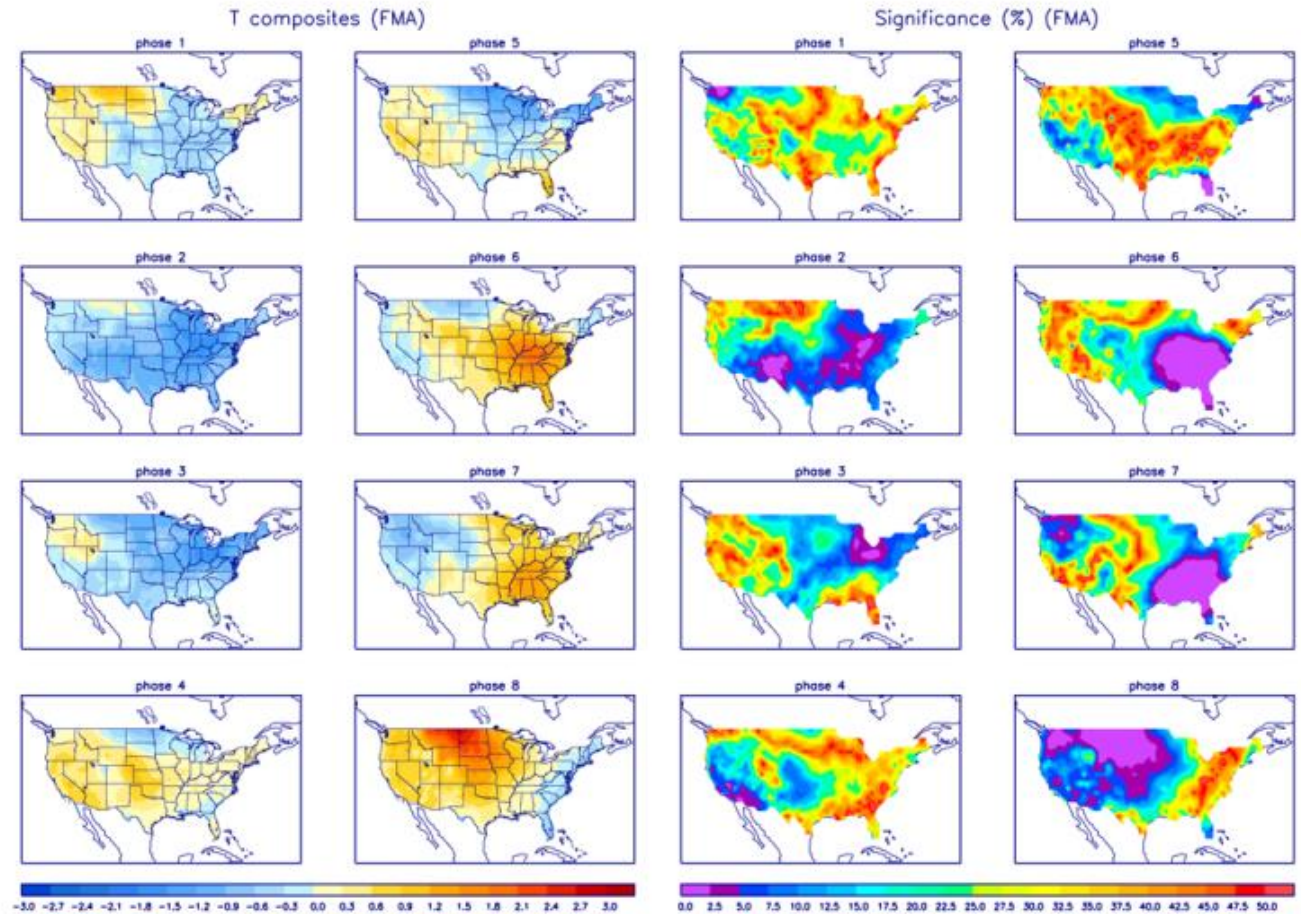 T composites (FMA) Significance (%) (FMA)
phase 1 phase 5 phase 1 phase 5
phase 2 phase 6 phase 2 phase 6
phase 3 phase 7 phase 3 phase 7
phase 4 phase 8 phase 4 phase 8
-3.0 -2.7 -2.4 -2.1 -1.8 -1.5 -1.2 -0.9 -0.6 -0.3 0.0 0.3 0.6 0.9 1.2 1.5 1.8 2.1 2.4 2.7 3.0 0.0 2.5 5.0 7.5 10.0 12.5 15.0 17.5 20.0 22.5 25.0 27.5 30.0 32.5 35.0 37.5 40.0 42.5 45.0 47.5 50.0